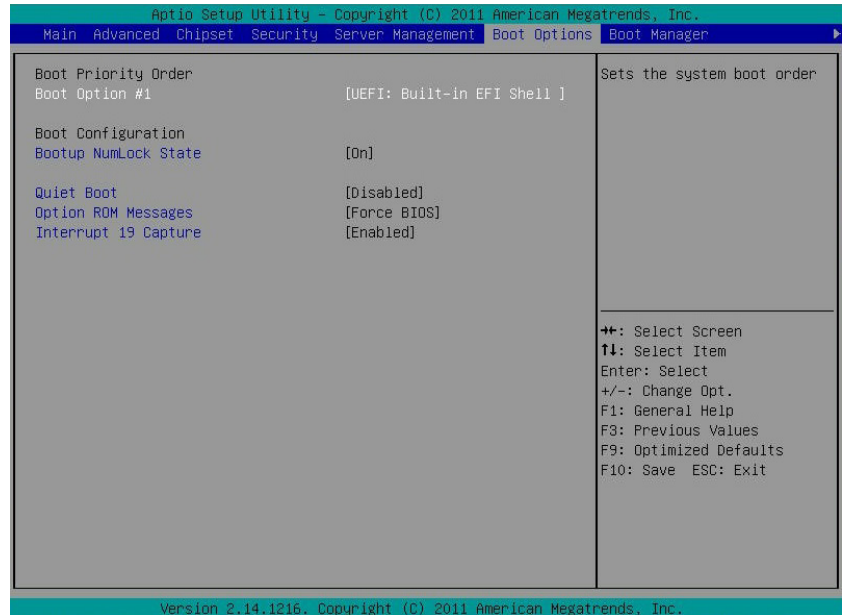 Aptio Setup Utility – Copyright (C) 2011 American Megatrends, Inc.
Main Advanced Chipset Security Server Management Boot Options Boot Manager
Boot Priority Order
Boot Option #1 [UEFI: Built-in EFI Shell ]
Boot Configuration
Bootup NumLock State [On]
Quiet Boot [Disabled]
Option ROM Messages [Force BIOS]
Interrupt 19 Capture [Enabled]
Sets the system boot order
→←: Select Screen
↑↓: Select Item
Enter: Select
+/-: Change Opt.
F1: General Help
F3: Previous Values
F9: Optimized Defaults
F10: Save ESC: Exit
Version 2.14.1216. Copyright (C) 2011 American Megatrends, Inc.